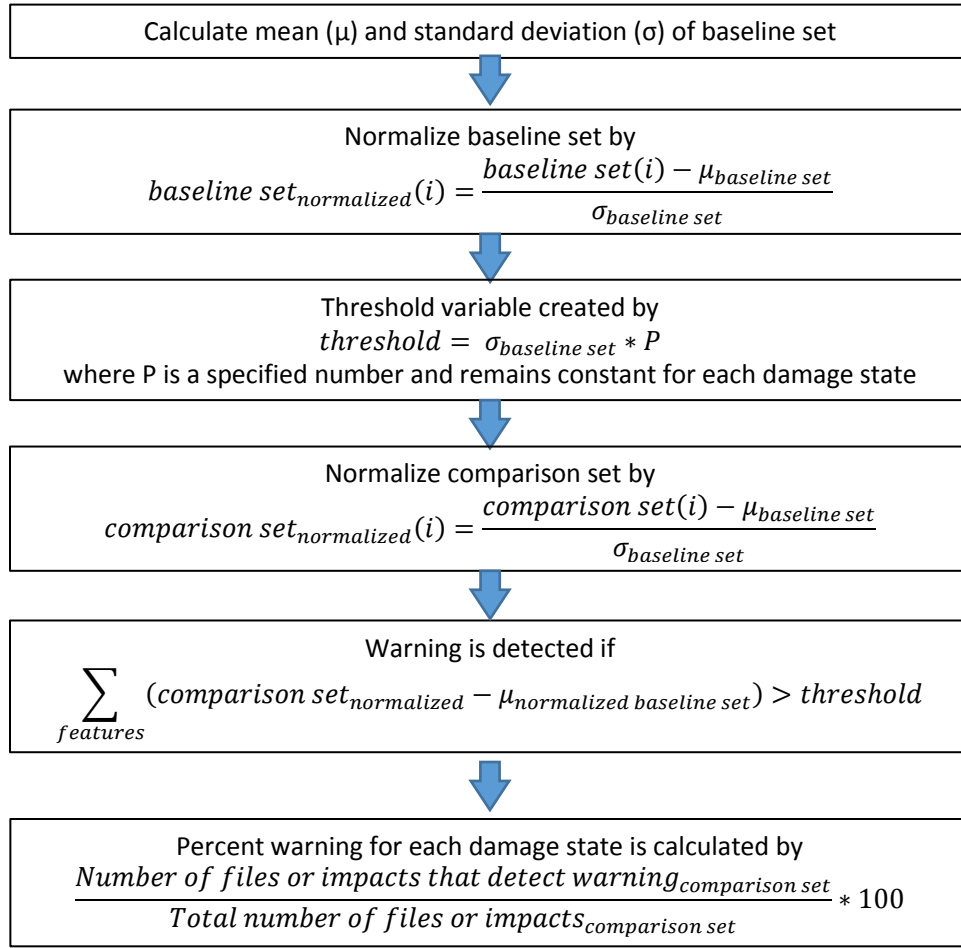 Calculate mean (μ) and standard deviation (σ) of baseline set
Normalize baseline set by
baseline set_normalized(i) = (baseline set(i) − μ_baseline set) / σ_baseline set
Threshold variable created by
threshold = σ_baseline set * P
where P is a specified number and remains constant for each damage state
Normalize comparison set by
comparison set_normalized(i) = (comparison set(i) − μ_baseline set) / σ_baseline set
Warning is detected if
∑_features (comparison set_normalized − μ_normalized baseline set) > threshold
Percent warning for each damage state is calculated by
Number of files or impacts that detect warning_comparison set / Total number of files or impacts_comparison set * 100